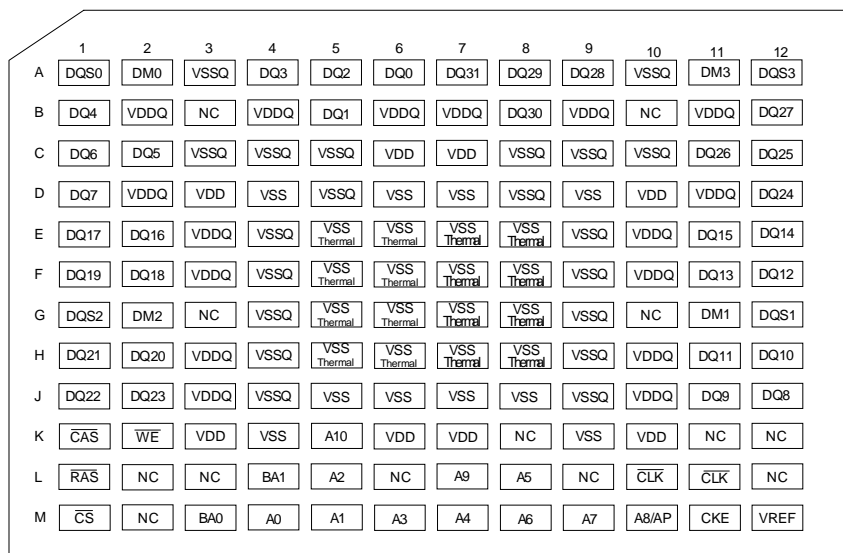 1 2 3 4 5 6 7 8 9 10 11 12
A DQS0 DM0 VSSQ DQ3 DQ2 DQ0 DQ31 DQ29 DQ28 VSSQ DM3 DQS3
B DQ4 VDDQ NC VDDQ DQ1 VDDQ VDDQ DQ30 VDDQ NC VDDQ DQ27
C DQ6 DQ5 VSSQ VSSQ VSSQ VDD VDD VSSQ VSSQ VSSQ DQ26 DQ25
D DQ7 VDDQ VDD VSS VSSQ VSS VSS VSSQ VSS VDD VDDQ DQ24
E DQ17 DQ16 VDDQ VSSQ VSS Thermal VSS Thermal VSS Thermal VSS Thermal VSSQ VDDQ DQ15 DQ14
F DQ19 DQ18 VDDQ VSSQ VSS Thermal VSS Thermal VSS Thermal VSS Thermal VSSQ VDDQ DQ13 DQ12
G DQS2 DM2 NC VSSQ VSS Thermal VSS Thermal VSS Thermal VSS Thermal VSSQ NC DM1 DQS1
H DQ21 DQ20 VDDQ VSSQ VSS Thermal VSS Thermal VSS Thermal VSS Thermal VSSQ VDDQ DQ11 DQ10
J DQ22 DQ23 VDDQ VSSQ VSS VSS VSS VSS VSSQ VDDQ DQ9 DQ8
K C̅A̅S̅ W̅E̅ VDD VSS A10 VDD VDD NC VSS VDD NC NC
L R̅A̅S̅ NC NC BA1 A2 NC A9 A5 NC C̅L̅K̅ C̅L̅K̅ NC
M C̅S̅ NC BA0 A0 A1 A3 A4 A6 A7 A8/AP CKE VREF